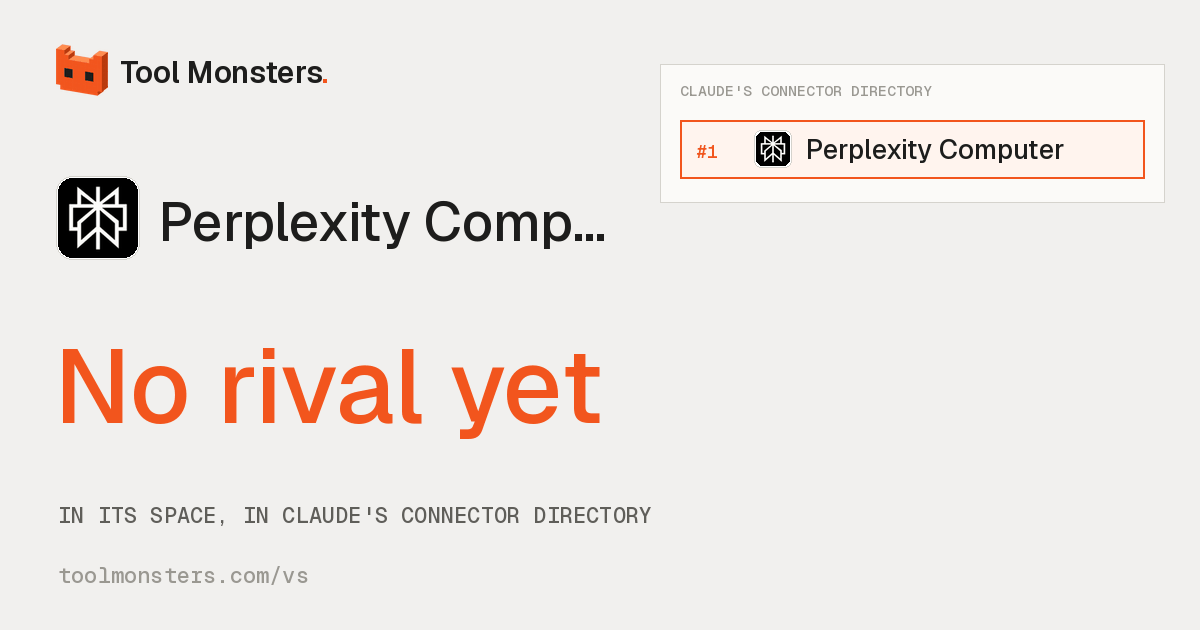 Tool Monsters.
Perplexity Comp...
No rival yet
IN ITS SPACE, IN CLAUDE'S CONNECTOR DIRECTORY
toolmonsters.com/vs
CLAUDE'S CONNECTOR DIRECTORY
#1 Perplexity Computer